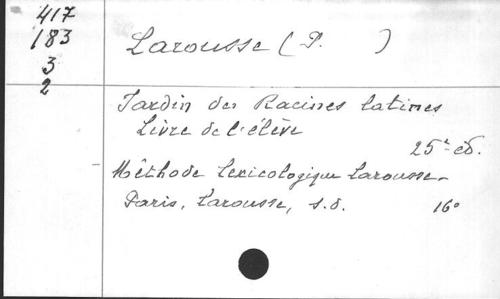 417
183
3
2
Larousse (P. )
Jardin des Racines latines
Livre de l'élève
25e éd.
Méthode lexicologique Larousse.
Paris, Larousse, s.d. 16°